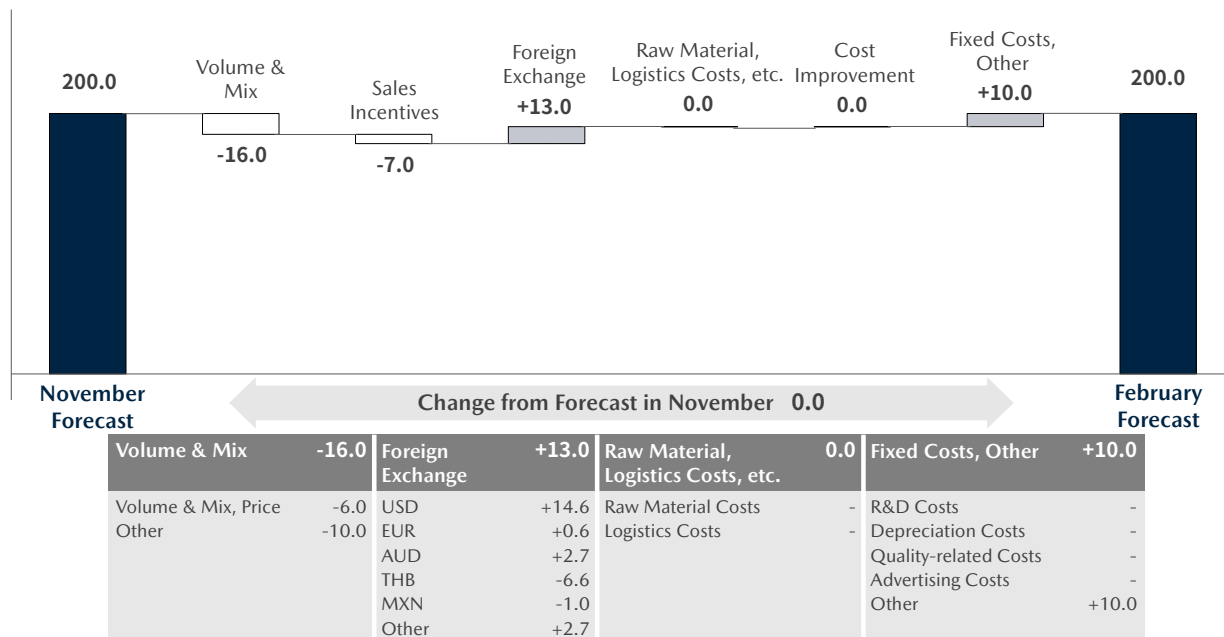 200.0
Volume &
Mix
-16.0
Sales
Incentives
-7.0
Foreign
Exchange
+13.0
Raw Material,
Logistics Costs, etc.
0.0
Cost
Improvement
0.0
Fixed Costs,
Other
+10.0
200.0
November
Forecast
Change from Forecast in November 0.0
February
Forecast
Volume & Mix -16.0
Volume & Mix, Price -6.0
Other -10.0
Foreign +13.0
Exchange
USD +14.6
EUR +0.6
AUD +2.7
THB -6.6
MXN -1.0
Other +2.7
Raw Material, 0.0
Logistics Costs, etc.
Raw Material Costs -
Logistics Costs -
Fixed Costs, Other +10.0
R&D Costs -
Depreciation Costs -
Quality-related Costs -
Advertising Costs -
Other +10.0